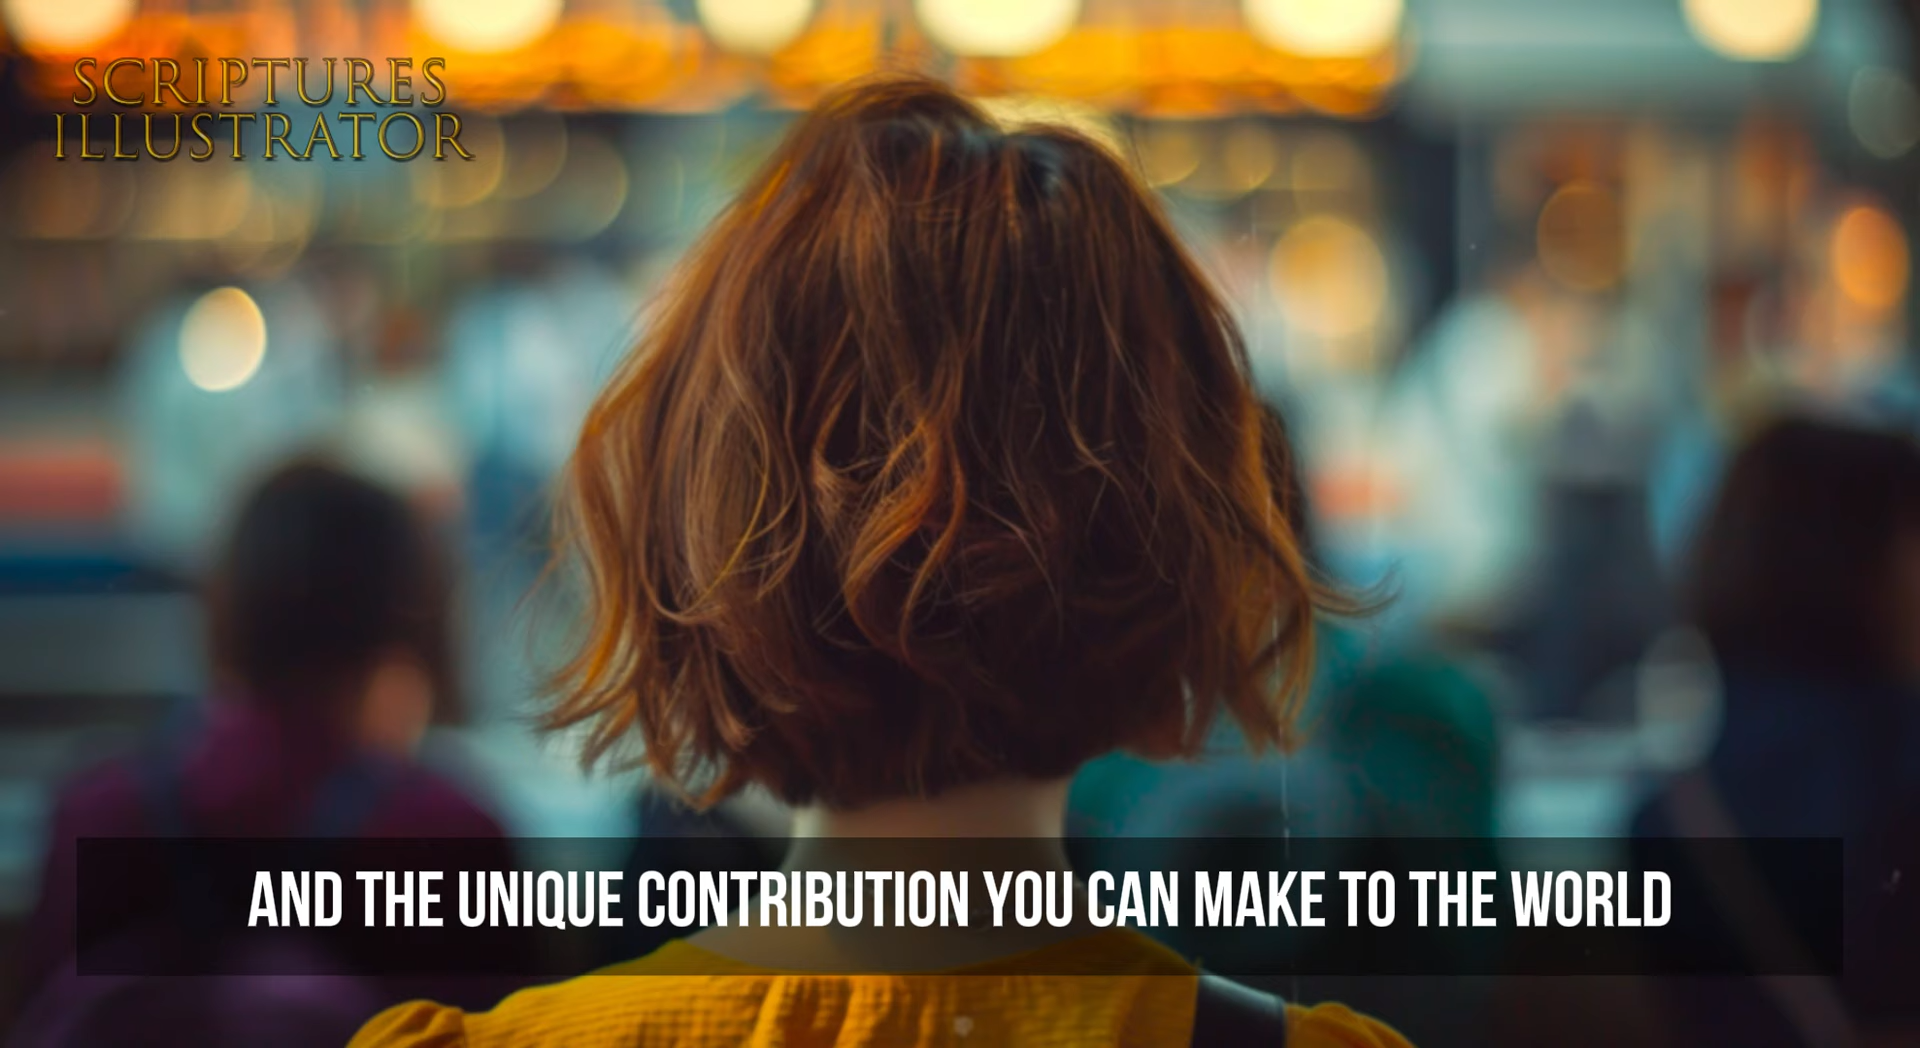 SCRIPTURES
ILLUSTRATOR
AND THE UNIQUE CONTRIBUTION YOU CAN MAKE TO THE WORLD